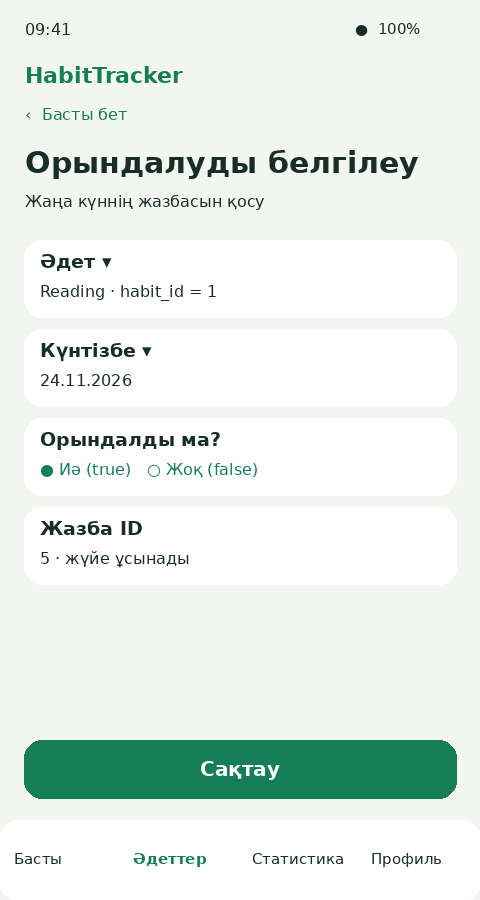 09:41 ● 100%
HabitTracker
‹ Басты бет
Орындалуды белгілеу
Жаңа күннің жазбасын қосу
Әдет ▾
Reading · habit_id = 1
Күнтізбе ▾
24.11.2026
Орындалды ма?
● Иә (true) ○ Жоқ (false)
Жазба ID
5 · жүйе ұсынады
Сақтау
Басты Әдеттер Статистика Профиль